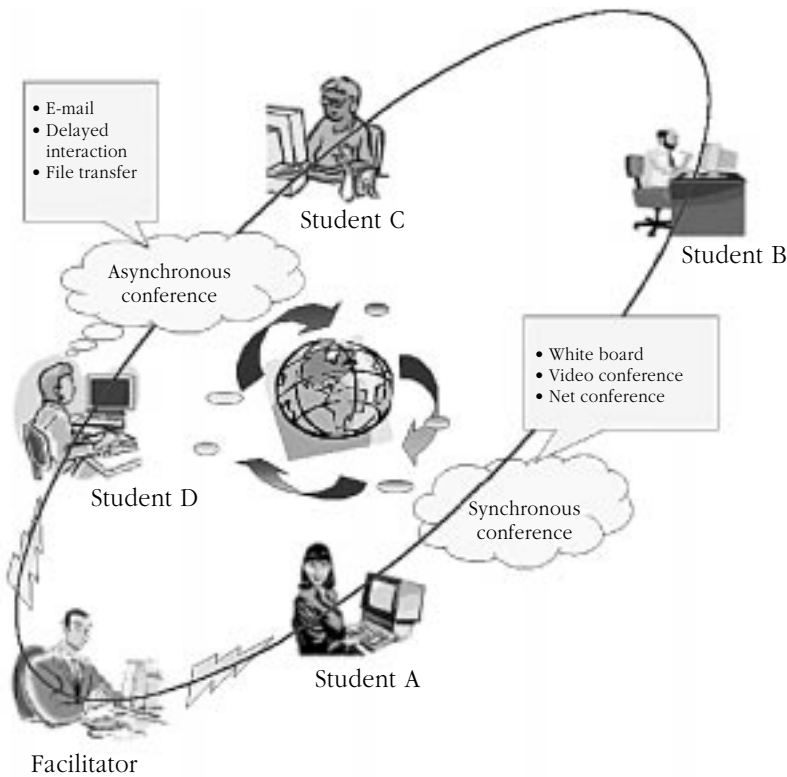 • E-mail
• Delayed
interaction
• File transfer
Student C
Student B
Asynchronous
conference
• White board
• Video conference
• Net conference
Student D
Synchronous
conference
Student A
Facilitator